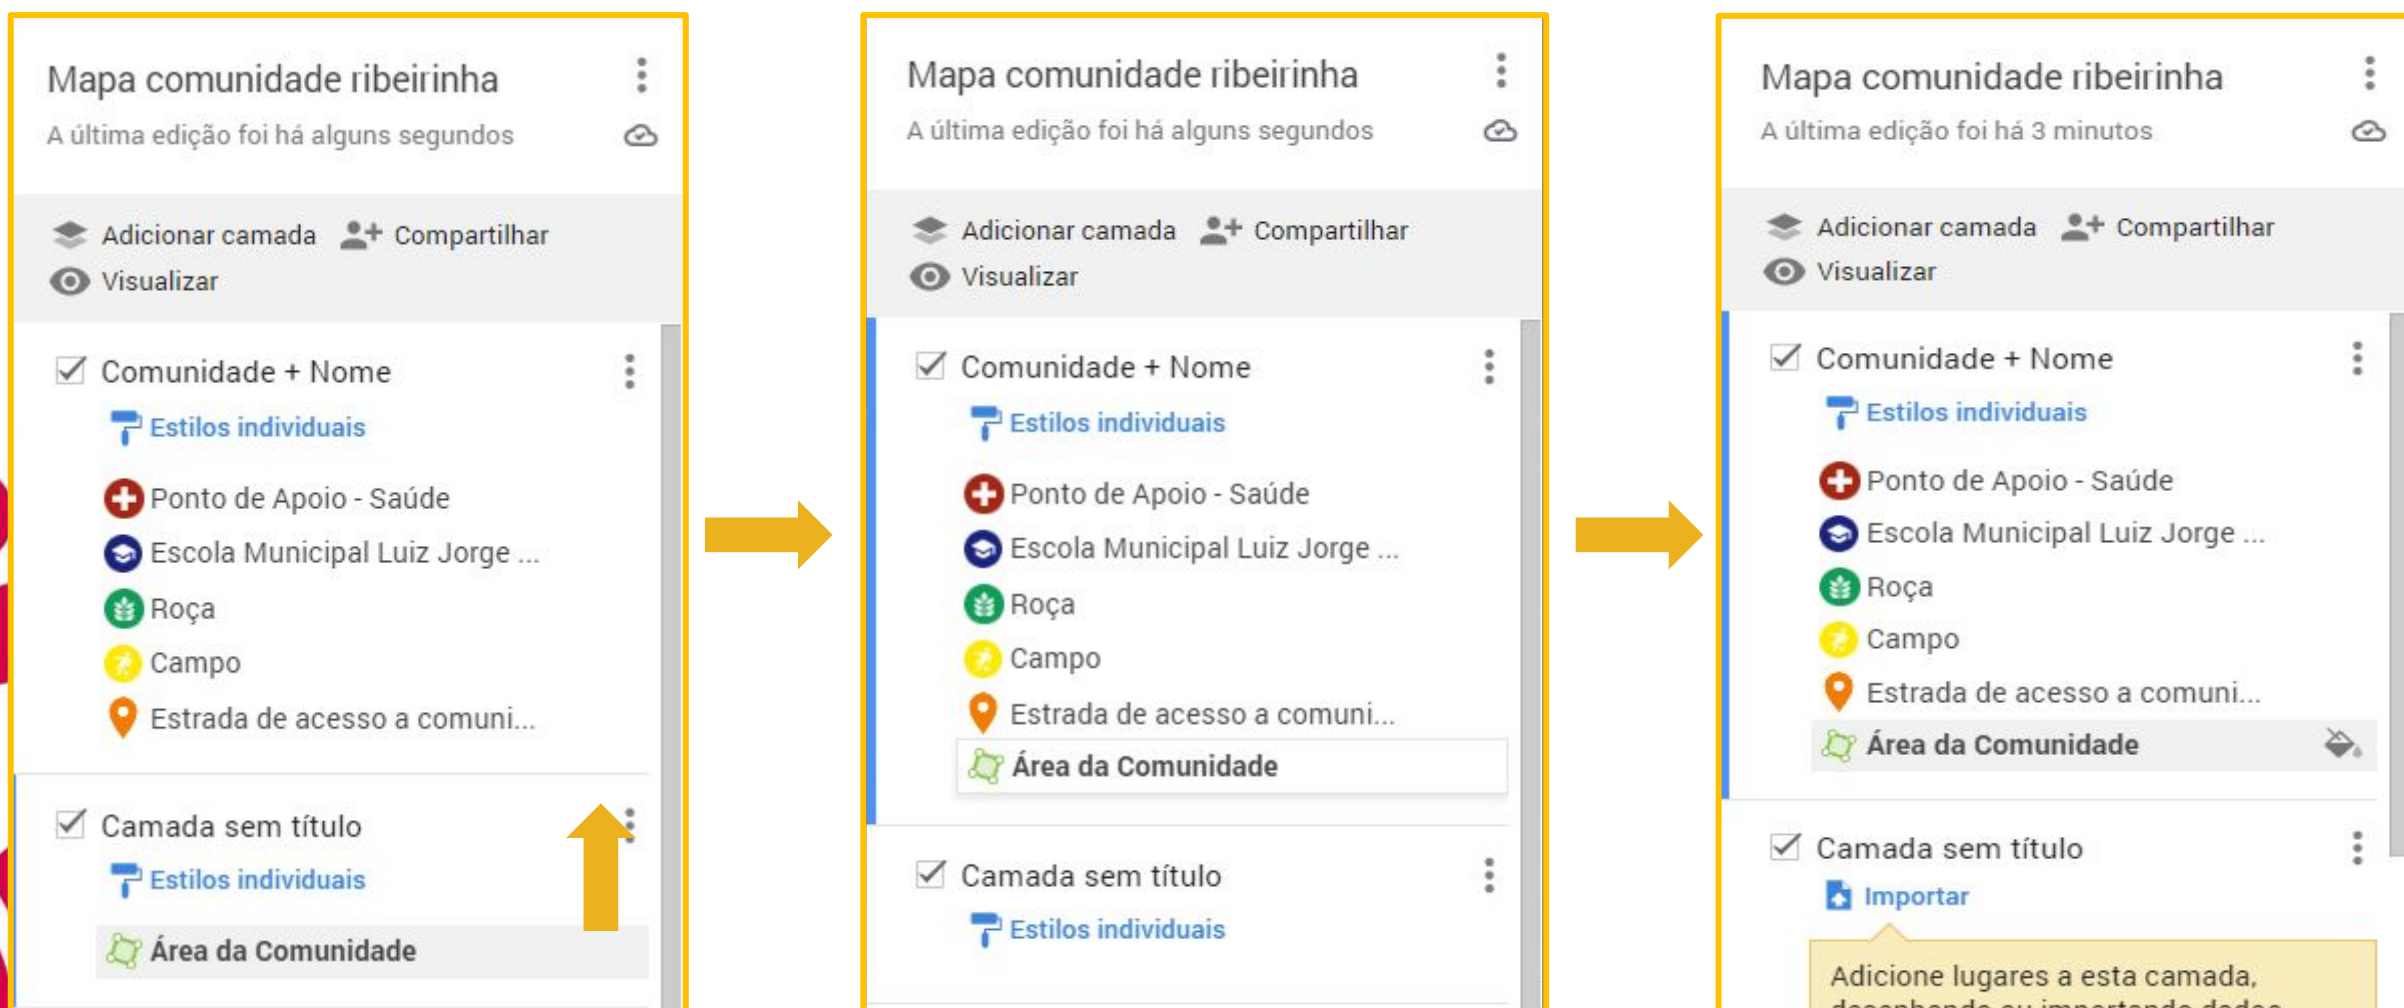 Mapa comunidade ribeirinha
A última edição foi há alguns segundos
Adicionar camada Compartilhar
Visualizar
Comunidade + Nome
Estilos individuais
Ponto de Apoio - Saúde
Escola Municipal Luiz Jorge ...
Roça
Campo
Estrada de acesso a comuni...
Camada sem título
Estilos individuais
Área da Comunidade
Mapa comunidade ribeirinha
A última edição foi há alguns segundos
Adicionar camada Compartilhar
Visualizar
Comunidade + Nome
Estilos individuais
Ponto de Apoio - Saúde
Escola Municipal Luiz Jorge ...
Roça
Campo
Estrada de acesso a comuni...
Área da Comunidade
Camada sem título
Estilos individuais
Mapa comunidade ribeirinha
A última edição foi há 3 minutos
Adicionar camada Compartilhar
Visualizar
Comunidade + Nome
Estilos individuais
Ponto de Apoio - Saúde
Escola Municipal Luiz Jorge ...
Roça
Campo
Estrada de acesso a comuni...
Área da Comunidade
Camada sem título
Importar
Adicione lugares a esta camada,
desenhando ou importando dados